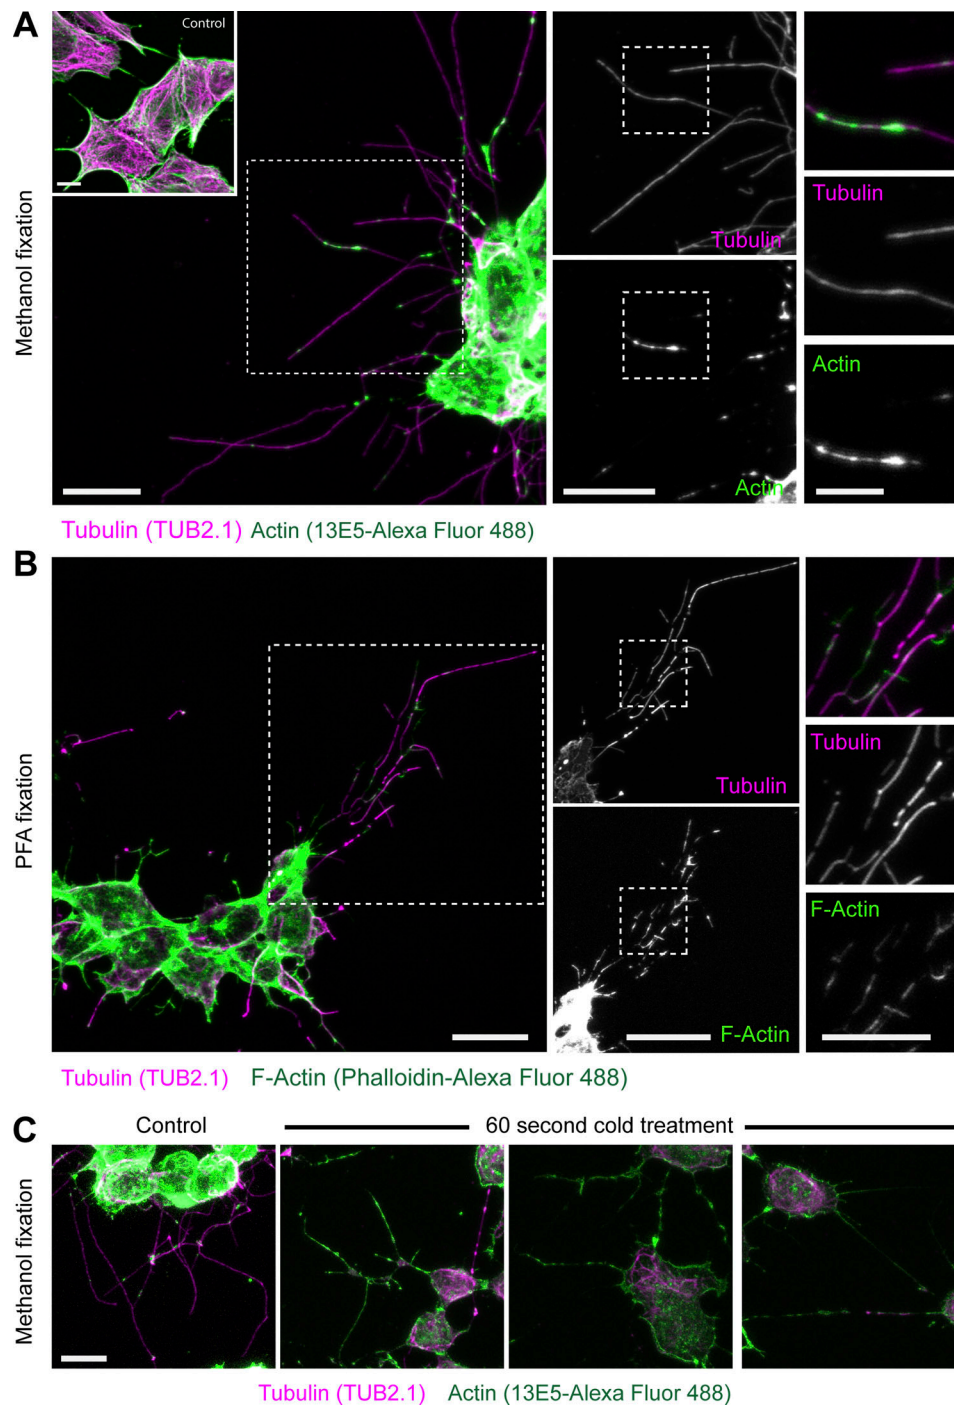 A
Control
Methanol fixation
Tubulin
Actin
Tubulin
Actin
Tubulin (TUB2.1) Actin (13E5-Alexa Fluor 488)
B
PFA fixation
Tubulin
F-Actin
Tubulin
F-Actin
Tubulin (TUB2.1) F-Actin (Phalloidin-Alexa Fluor 488)
C
Control
60 second cold treatment
Methanol fixation
Tubulin (TUB2.1) Actin (13E5-Alexa Fluor 488)